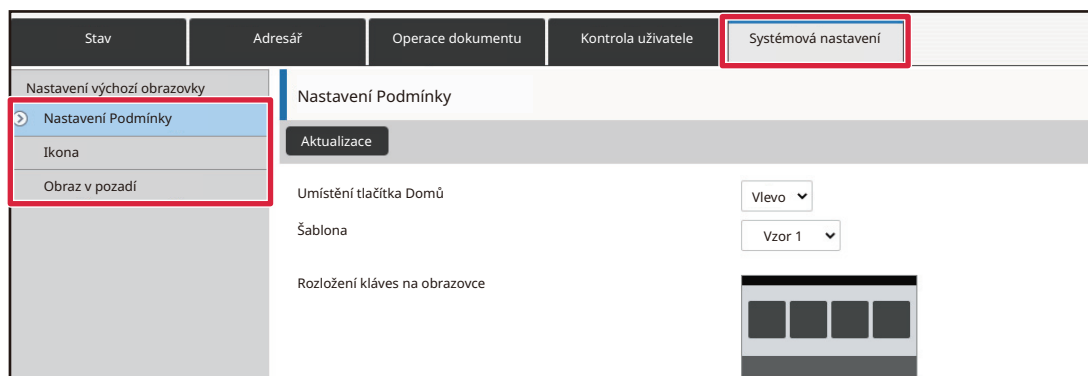 Stav
Adresář
Operace dokumentu
Kontrola uživatele
Systémová nastavení
Nastavení výchozí obrazovky
Nastavení Podmínky
Ikona
Obraz v pozadí
Nastavení Podmínky
Aktualizace
Umístění tlačítka Domů
Vlevo
Šablona
Vzor 1
Rozložení kláves na obrazovce